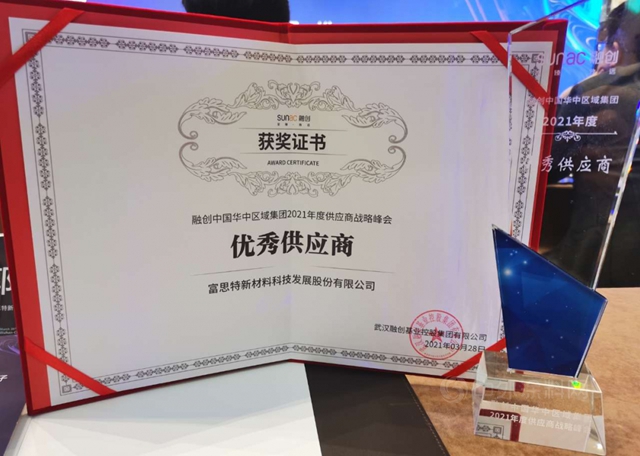 sunac 融创
获奖证书
AWARD CERTIFICATE
融创中国华中区域集团2021年度供应商战略峰会
优秀供应商
富思特新材料科技发展股份有限公司
武汉融创基业控股集团有限公司
2021年03月28日
sunac 融创
创中国华中区域集团
2021年度
秀供应商
2021年度供应商战略峰